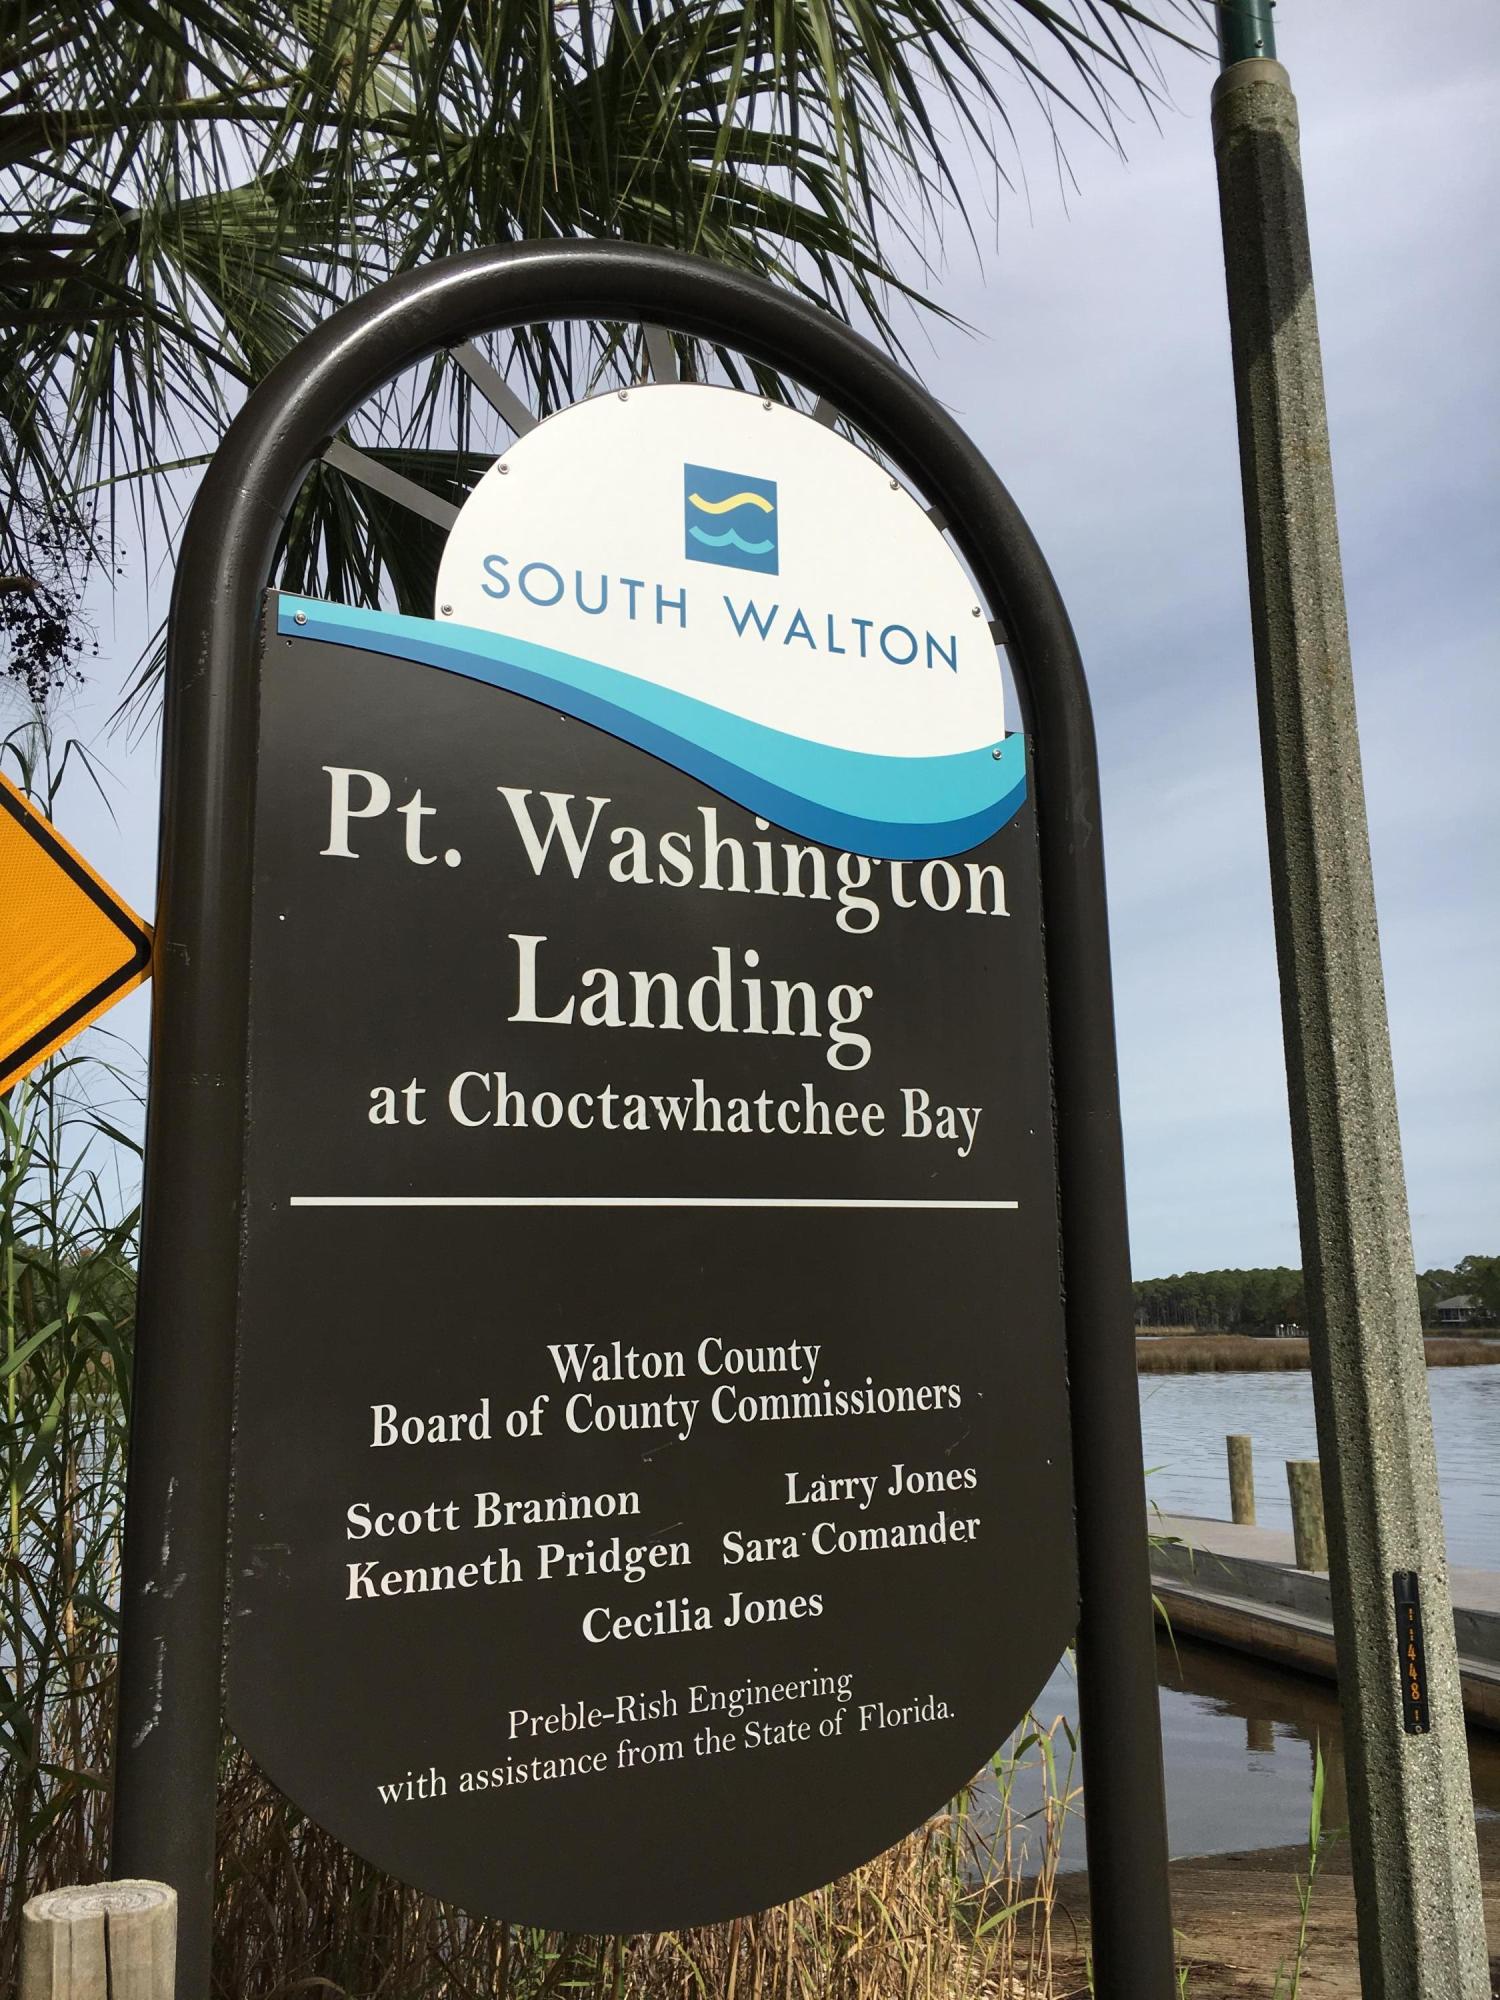 SOUTH WALTON
Pt. Washington
Landing
at Choctawhatchee Bay
Walton County
Board of County Commissioners
Scott Brannon Larry Jones
Kenneth Pridgen Sara Comander
Cecilia Jones
Preble-Rish Engineering
with assistance from the State of Florida.